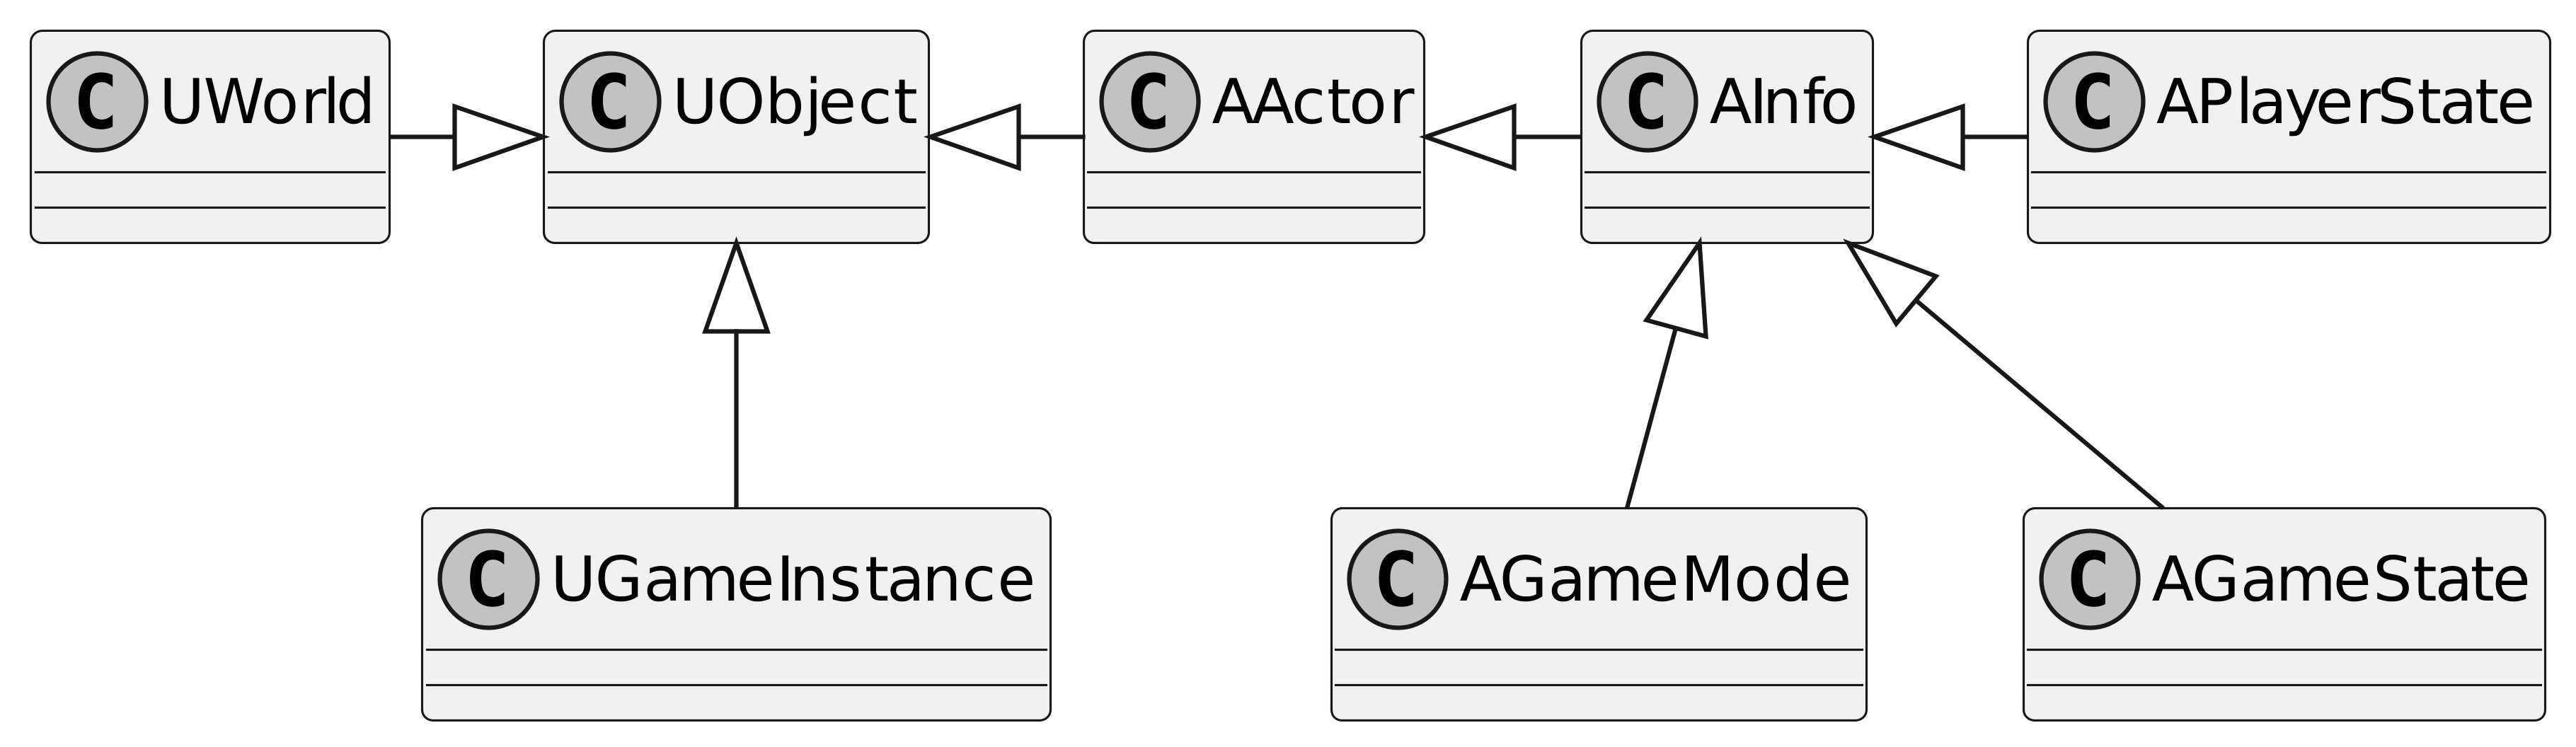 C UWorld
C UObject
C AActor
C AInfo
C APlayerState
C UGameInstance
C AGameMode
C AGameState